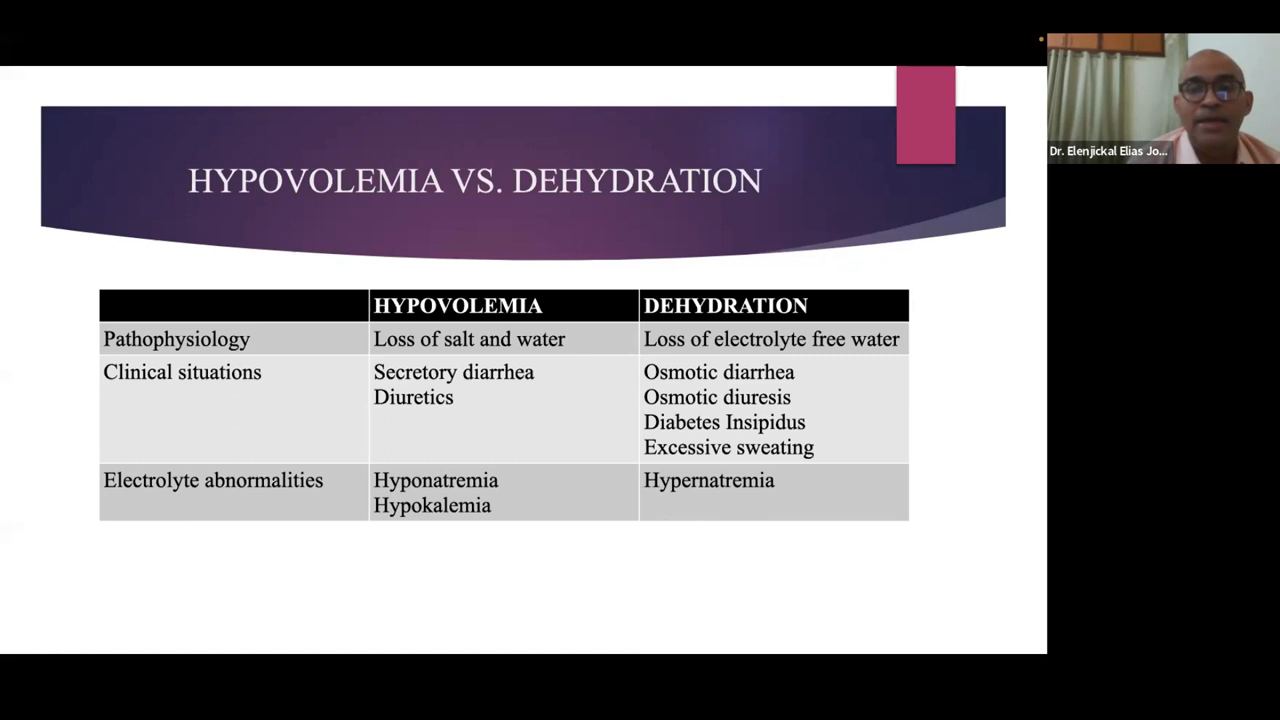 Dr. Elenjickal Elias Jo...
HYPOVOLEMIA VS. DEHYDRATION
HYPOVOLEMIA DEHYDRATION
Pathophysiology Loss of salt and water Loss of electrolyte free water
Clinical situations Secretory diarrhea Osmotic diarrhea
Diuretics Osmotic diuresis
Diabetes Insipidus
Excessive sweating
Electrolyte abnormalities Hyponatremia Hypernatremia
Hypokalemia